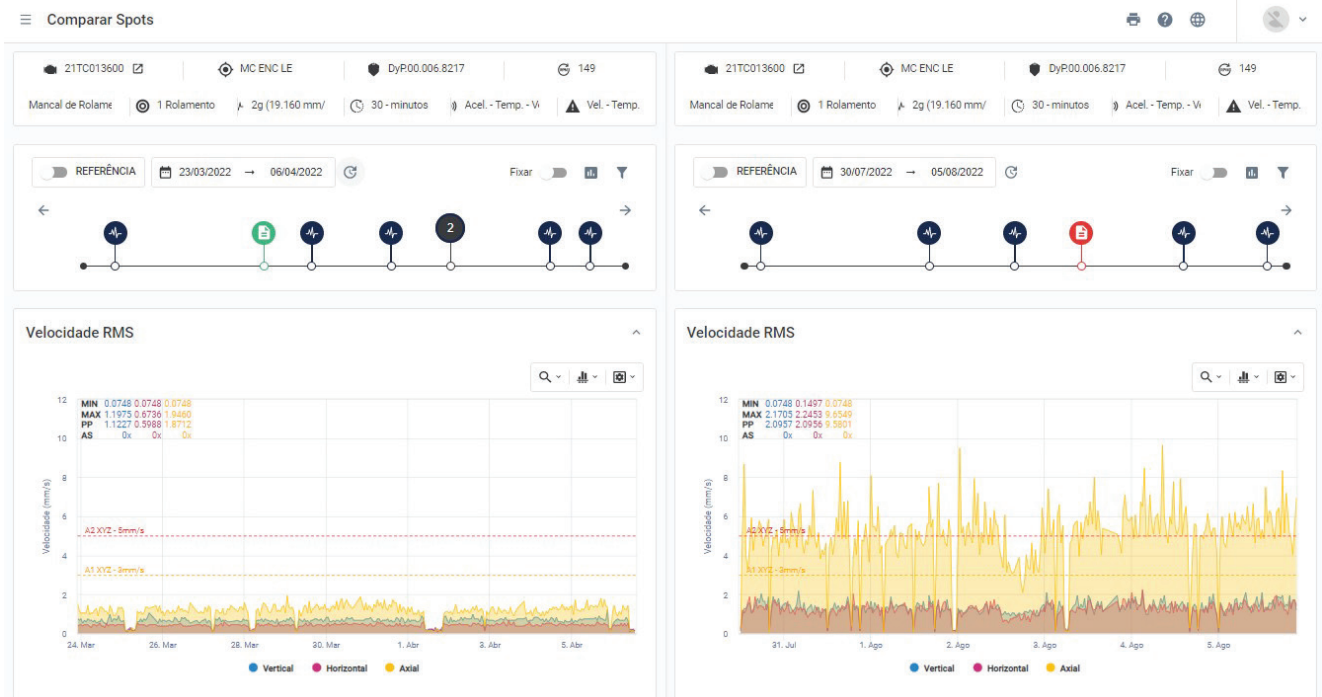 Comparar Spots
21TC013600 MC ENC LE DyP.00.006.8217 149
Mancal de Rolame 1 Rolamento 2g (19.160 mm/ 30 - minutos Acel. - Temp. - Vi Vel. - Temp.
REFERÊNCIA 23/03/2022 → 06/04/2022 Fixar
2
Velocidade RMS
MIN 0.0748 0.0748 0.0748
MAX 1.1975 0.6736 1.9460
PP 1.1227 0.5988 1.8712
AS 0x 0x 0x
12
10
8
6
4
2
0
Velocidade (mm/s)
A2 XYZ - 5mm/s
A1 XYZ - 3mm/s
24. Mar 26. Mar 28. Mar 30. Mar 1. Abr 3. Abr 5. Abr
Vertical Horizontal Axial
21TC013600 MC ENC LE DyP.00.006.8217 149
Mancal de Rolame 1 Rolamento 2g (19.160 mm/ 30 - minutos Acel. - Temp. - Vi Vel. - Temp.
REFERÊNCIA 30/07/2022 → 05/08/2022 Fixar
Velocidade RMS
MIN 0.0748 0.1497 0.0748
MAX 2.1705 2.2453 9.6549
PP 2.0957 2.0956 9.5801
AS 0x 0x 0x
12
10
8
6
4
2
0
Velocidade (mm/s)
A2 XYZ - 5mm/s
A1 XYZ - 3mm/s
31. Jul 1. Ago 2. Ago 3. Ago 4. Ago 5. Ago
Vertical Horizontal Axial